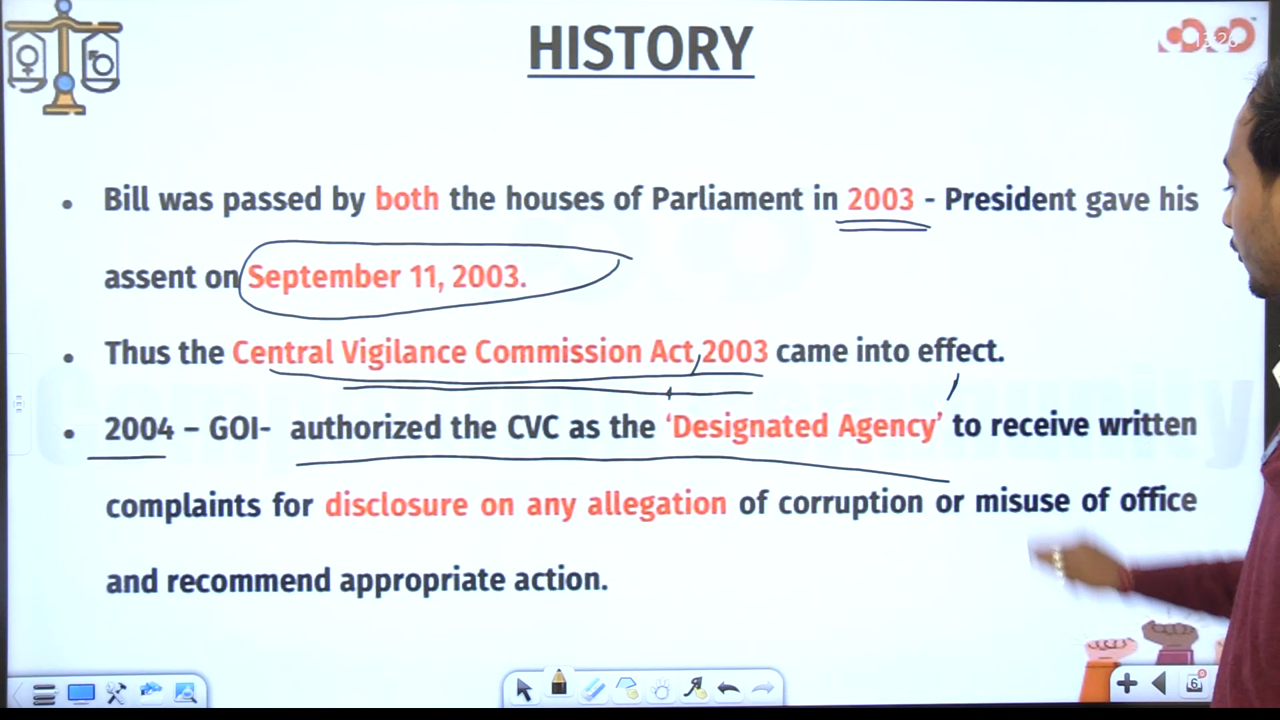 HISTORY
13:26
• Bill was passed by both the houses of Parliament in 2003 - President gave his
assent on September 11, 2003.
• Thus the Central Vigilance Commission Act,2003 came into effect.
• 2004 – GOI- authorized the CVC as the ‘Designated Agency’ to receive written
complaints for disclosure on any allegation of corruption or misuse of office
and recommend appropriate action.
6